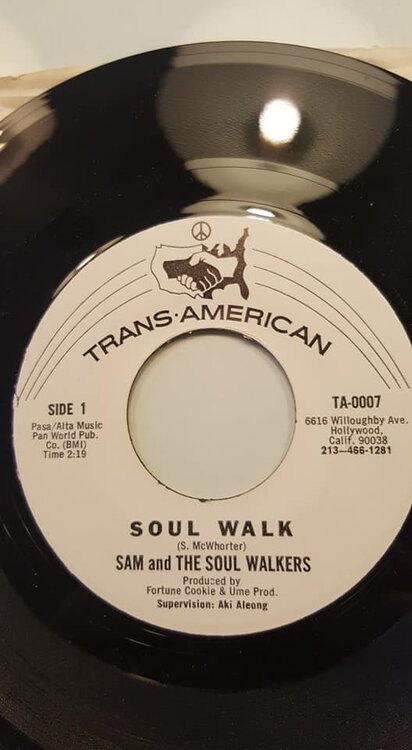 TRANS·AMERICAN
SIDE 1
Pasa/Alta Music
Pan World Pub.
Co. (BMI)
Time 2:19
TA-0007
6616 Willoughby Ave.
Hollywood,
Calif. 90038
213—466-1281
SOUL WALK
(S. McWhorter)
SAM and THE SOUL WALKERS
Produced by
Fortune Cookie & Ume Prod.
Supervision: Aki Aleong